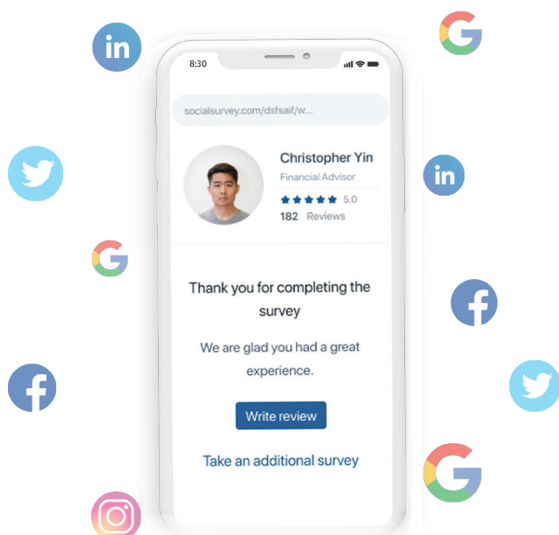 8:30
socialsurvey.com/dsfsaif/w...
Christopher Yin
Financial Advisor
5.0
182 Reviews
Thank you for completing the
survey
We are glad you had a great
experience.
Write review
Take an additional survey